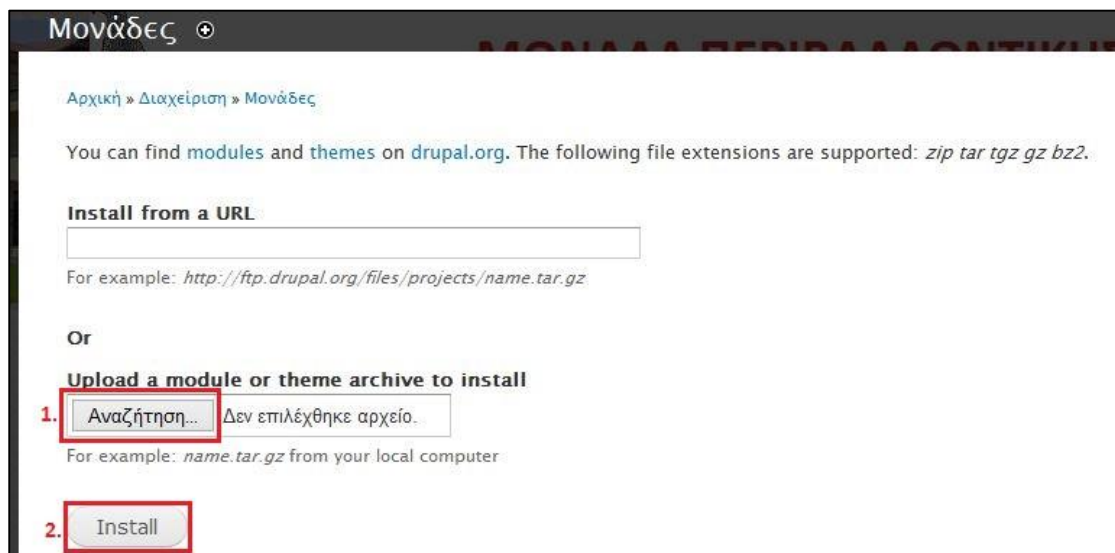 Μονάδες
ΜΟΝΑΔΑ ΠΕΡΙΒΑΛΛΟΝΤΙΚΗΣ
Αρχική » Διαχείριση » Μονάδες
You can find modules and themes on drupal.org. The following file extensions are supported: zip tar tgz gz bz2.
Install from a URL
For example: http://ftp.drupal.org/files/projects/name.tar.gz
Or
Upload a module or theme archive to install
1. Αναζήτηση... Δεν επιλέχθηκε αρχείο.
For example: name.tar.gz from your local computer
2. Install